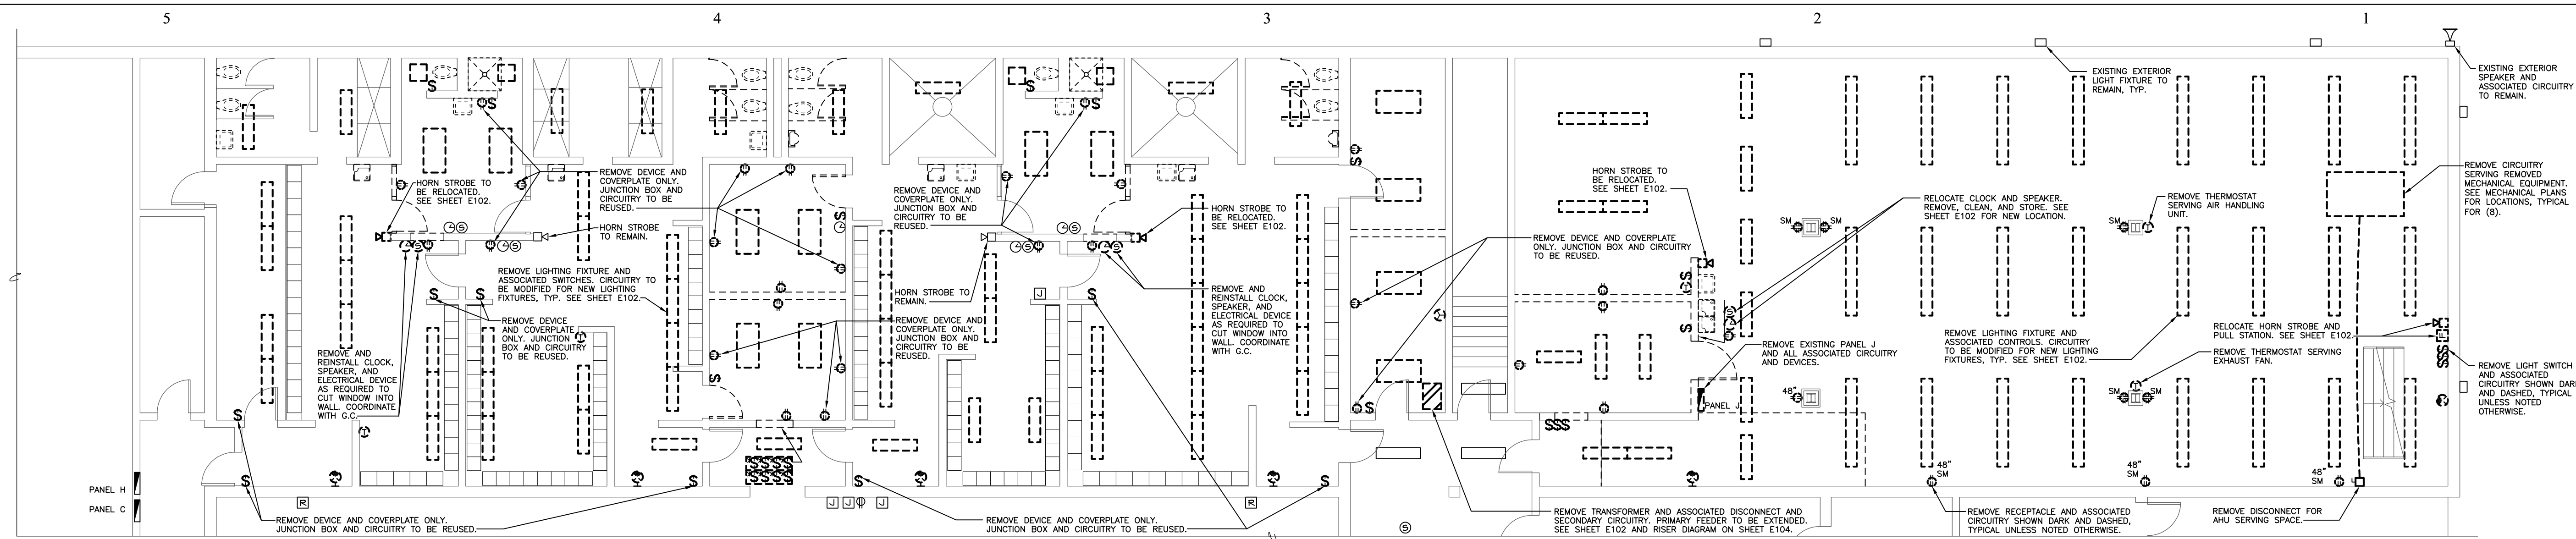 5
4
3
2
1
EXISTING EXTERIOR
LIGHT FIXTURE TO
REMAIN, TYP.
EXISTING EXTERIOR
SPEAKER AND
ASSOCIATED CIRCUITRY
TO REMAIN.
HORN STROBE TO
BE RELOCATED.
SEE SHEET E102.
REMOVE DEVICE AND
COVERPLATE ONLY.
JUNCTION BOX AND
CIRCUITRY TO BE
REUSED.
HORN STROBE
TO REMAIN.
REMOVE DEVICE AND
COVERPLATE ONLY.
JUNCTION BOX AND
CIRCUITRY TO BE
REUSED.
HORN STROBE TO
BE RELOCATED.
SEE SHEET E102.
HORN STROBE TO
BE RELOCATED.
SEE SHEET E102.
RELOCATE CLOCK AND SPEAKER.
REMOVE, CLEAN, AND STORE. SEE
SHEET E102 FOR NEW LOCATION.
REMOVE THERMOSTAT
SERVING AIR HANDLING
UNIT.
REMOVE CIRCUITRY
SERVING REMOVED
MECHANICAL EQUIPMENT.
SEE MECHANICAL PLANS
FOR LOCATIONS, TYPICAL
FOR (8).
SM
SM
SM
REMOVE DEVICE AND COVERPLATE
ONLY. JUNCTION BOX AND CIRCUITRY
TO BE REUSED.
REMOVE LIGHTING FIXTURE AND
ASSOCIATED SWITCHES. CIRCUITRY TO
BE MODIFIED FOR NEW LIGHTING
FIXTURES, TYP. SEE SHEET E102.
HORN STROBE TO
REMAIN.
J
REMOVE AND
REINSTALL CLOCK,
SPEAKER, AND
ELECTRICAL DEVICE
AS REQUIRED TO
CUT WINDOW INTO
WALL. COORDINATE
WITH G.C.
REMOVE DEVICE
AND COVERPLATE
ONLY. JUNCTION
BOX AND CIRCUITRY
TO BE REUSED.
REMOVE DEVICE AND
COVERPLATE ONLY.
JUNCTION BOX AND
CIRCUITRY TO BE
REUSED.
REMOVE AND
REINSTALL CLOCK,
SPEAKER, AND
ELECTRICAL DEVICE
AS REQUIRED TO
CUT WINDOW INTO
WALL. COORDINATE
WITH G.C.
REMOVE EXISTING PANEL J
AND ALL ASSOCIATED CIRCUITRY
AND DEVICES.
REMOVE LIGHTING FIXTURE AND
ASSOCIATED CONTROLS. CIRCUITRY
TO BE MODIFIED FOR NEW LIGHTING
FIXTURES, TYP. SEE SHEET E102.
RELOCATE HORN STROBE AND
PULL STATION. SEE SHEET E102.
REMOVE THERMOSTAT SERVING
EXHAUST FAN.
REMOVE LIGHT SWITCH
AND ASSOCIATED
CIRCUITRY SHOWN DARK
AND DASHED, TYPICAL
UNLESS NOTED
OTHERWISE.
48"
SM
SM
PANEL J
PANEL H
PANEL C
R
J
J
J
R
S
48"
SM
48"
SM
48"
SM
REMOVE DEVICE AND COVERPLATE ONLY.
JUNCTION BOX AND CIRCUITRY TO BE REUSED.
REMOVE DEVICE AND COVERPLATE ONLY.
JUNCTION BOX AND CIRCUITRY TO BE REUSED.
REMOVE TRANSFORMER AND ASSOCIATED DISCONNECT AND
SECONDARY CIRCUITRY. PRIMARY FEEDER TO BE EXTENDED.
SEE SHEET E102 AND RISER DIAGRAM ON SHEET E104.
REMOVE RECEPTACLE AND ASSOCIATED
CIRCUITRY SHOWN DARK AND DASHED,
TYPICAL UNLESS NOTED OTHERWISE.
REMOVE DISCONNECT FOR
AHU SERVING SPACE.